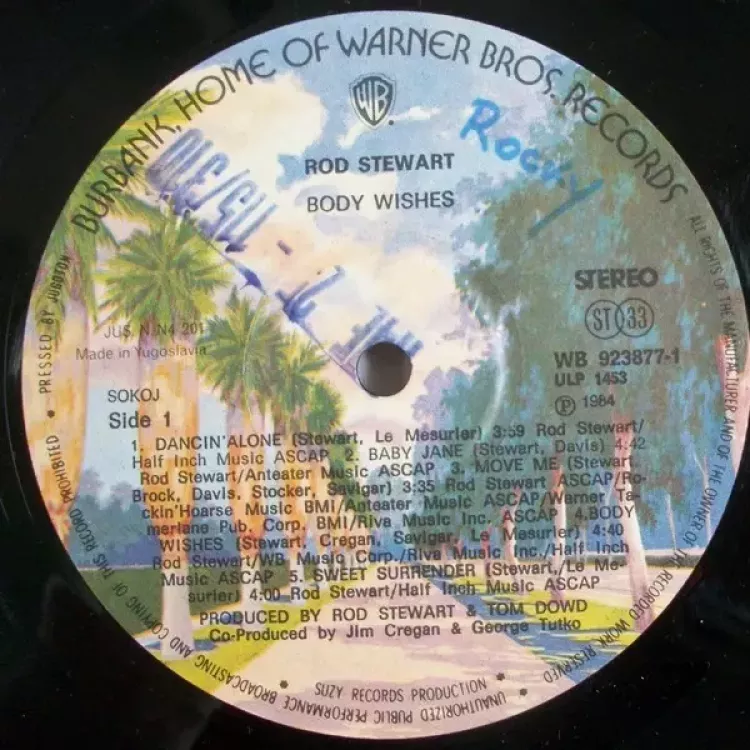 BURBANK, HOME OF WARNER BROS. RECORDS
WB
ROD STEWART
BODY WISHES
Rocky
STEREO
ST 33
WB 923877-1
ULP 1453
Ⓟ 1984
JUS. N. N4 201
Made in Yugoslavia
SOKOJ
Side 1
1. DANCIN'ALONE (Stewart, Le Mesurier) 3:59 Rod Stewart/
Half Inch Music ASCAP 2. BABY JANE (Stewart, Davis) 4:42
Rod Stewart/Anteater Music ASCAP 3. MOVE ME (Stewart
Brock, Davis, Stocker, Savigar) 3:35 Rod Stewart ASCAP/Ro-
ckin'Hoarse Music BMI/Anteater Music ASCAP/Warner Ta-
merlane Pub. Corp. BMI/Riva Music Inc. ASCAP 4.BODY
WISHES (Stewart, Cregan, Savigar, Le Mesurier) 4:40
Rod Stewart/WB Music Corp./Riva Music Inc./Half Inch
Music ASCAP 5. SWEET SURRENDER (Stewart,/Le Me-
surier) 4:00 Rod Stewart/Half Inch Music ASCAP
PRODUCED BY ROD STEWART & TOM DOWD
Co-Produced by Jim Cregan & George Tutko
* SUZY RECORDS PRODUCTION *
* PRESSED BY JUGOTON
ALL RIGHTS OF THE MANUFACTURER AND OF THE OWNER OF THE RECORDED WORK RESERVED * UNAUTHORIZED PUBLIC PERFORMANCE BROADCASTING AND COPYING OF THIS RECORD PROHIBITED